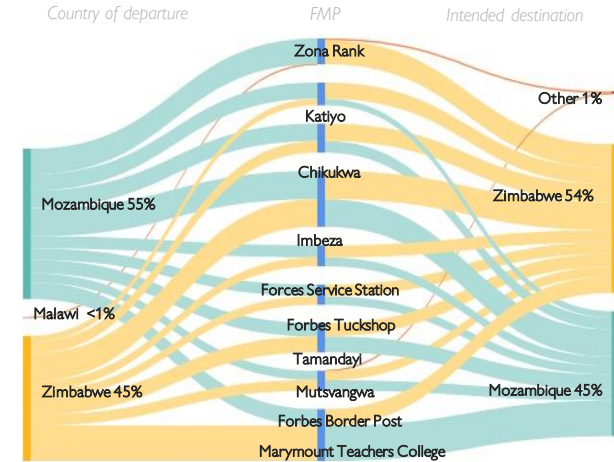 Country of departure
FMP
Intended destination
Zona Rank
Other 1%
Katiyo
Chikukwa
Zimbabwe 54%
Mozambique 55%
Imbeza
Forces Service Station
Malawi <1%
Forbes Tuckshop
Tamandayi
Zimbabwe 45%
Mutsvangwa
Mozambique 45%
Forbes Border Post
Marymount Teachers College